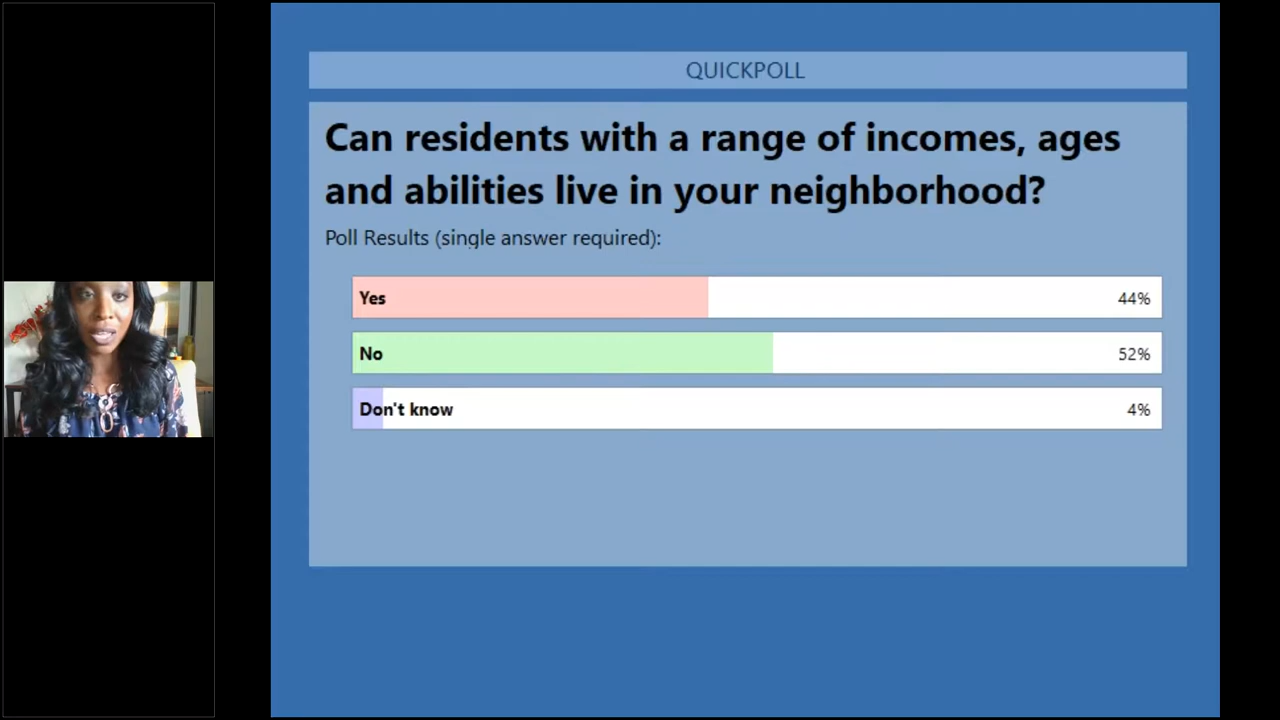 QUICKPOLL
Can residents with a range of incomes, ages
and abilities live in your neighborhood?
Poll Results (single answer required):
Yes 44%
No 52%
Don't know 4%